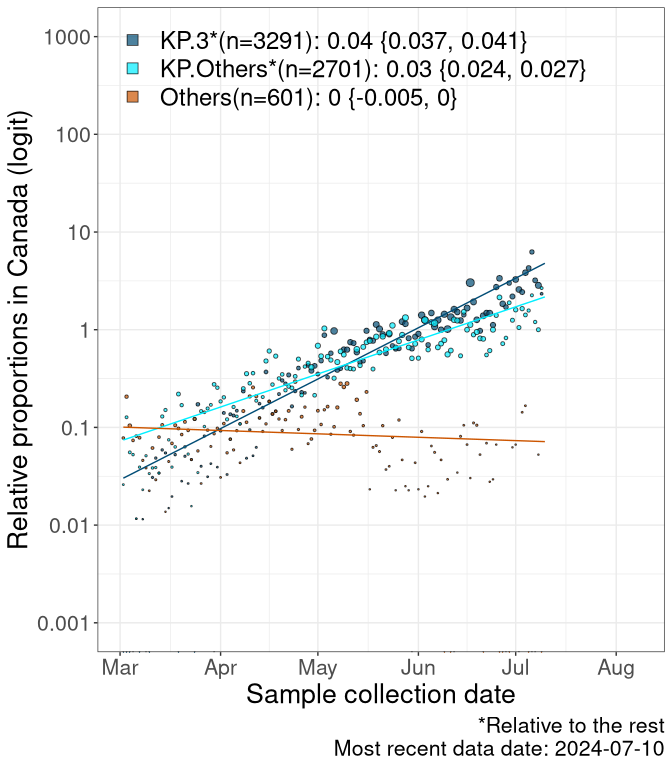 KP.3*(n=3291): 0.04 {0.037, 0.041}
KP.Others*(n=2701): 0.03 {0.024, 0.027}
Others(n=601): 0 {-0.005, 0}
Relative proportions in Canada (logit)
1000
100
10
1
0.1
0.01
0.001
Mar Apr May Jun Jul Aug
Sample collection date
*Relative to the rest
Most recent data date: 2024-07-10